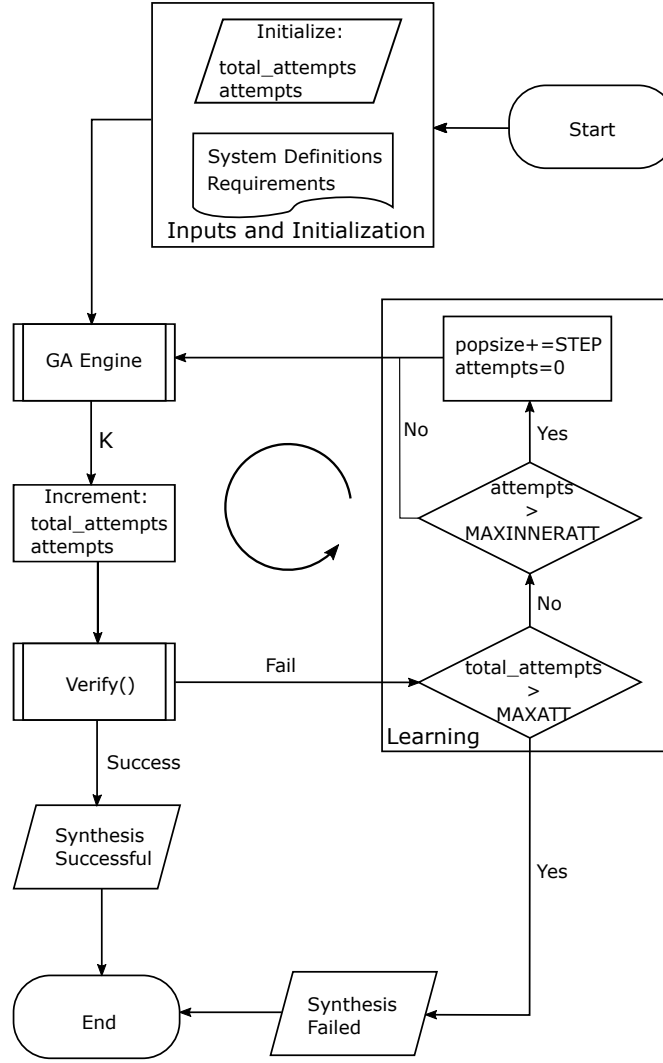 Initialize:
total_attempts
attempts
Start
System Definitions
Requirements
Inputs and Initialization
GA Engine
popsize+=STEP
attempts=0
K
No
Yes
Increment:
total_attempts
attempts
attempts
>
MAXINNERATT
No
Verify()
Fail
total_attempts
>
MAXATT
Learning
Success
Synthesis
Successful
Yes
End
Synthesis
Failed